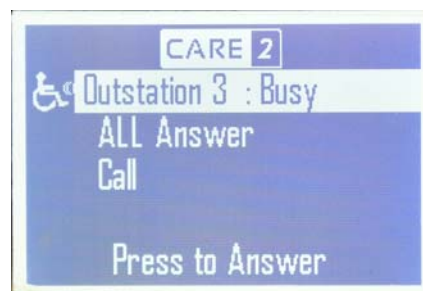 CARE 2
Outstation 3 : Busy
ALL Answer
Call
Press to Answer